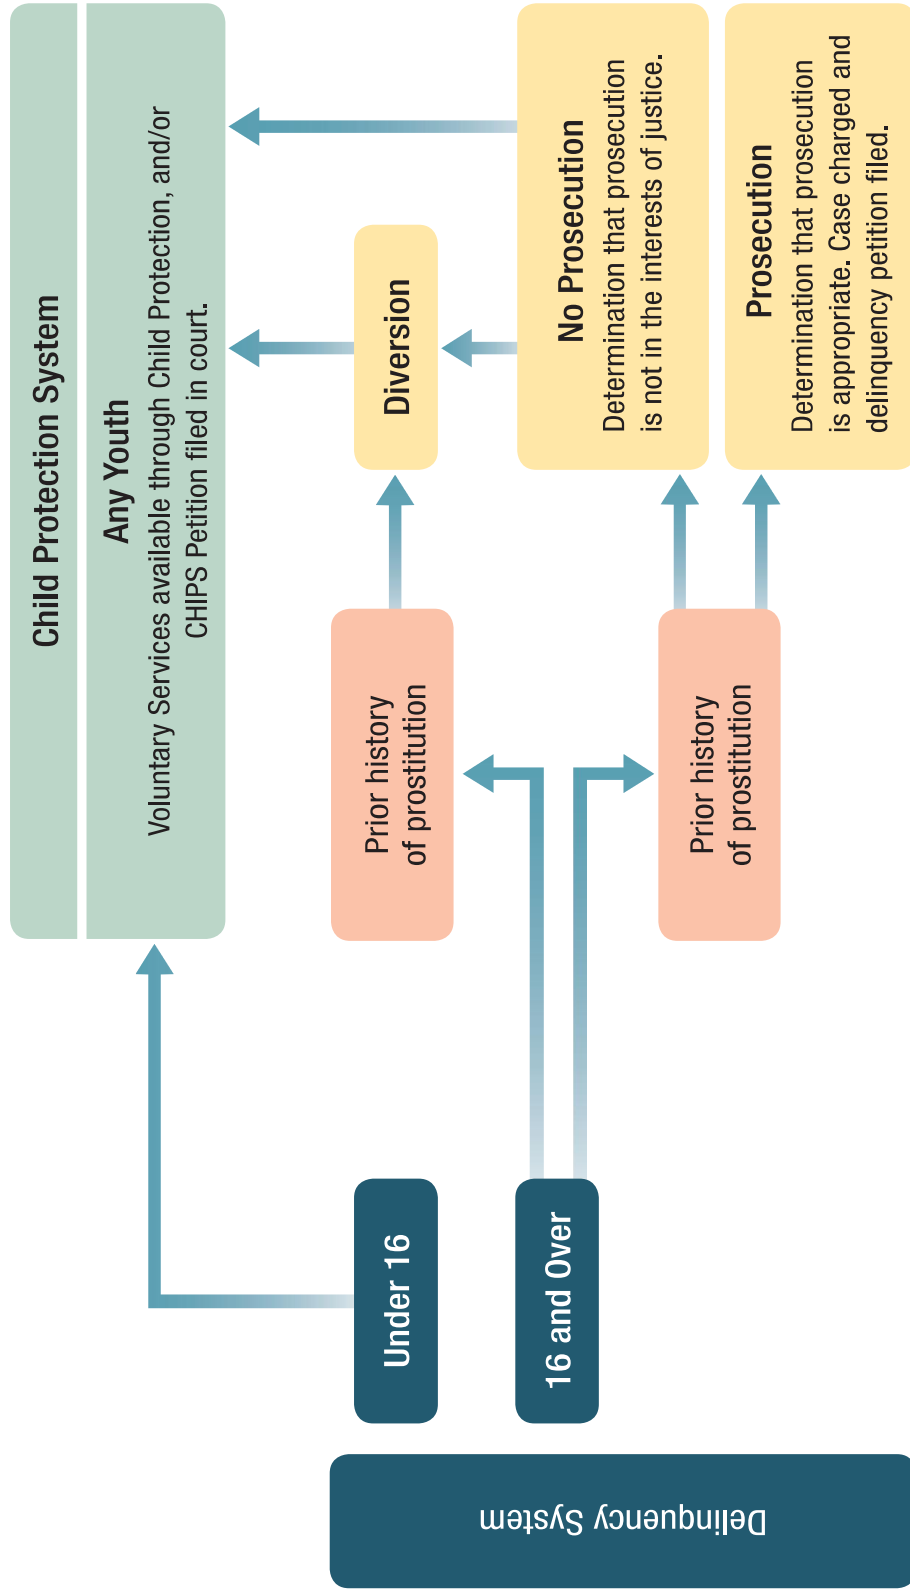 Child Protection System
Any Youth
Voluntary Services available through Child Protection, and/or
CHIPS Petition filed in court.
Delinquency System
Under 16
16 and Over
Prior history
of prostitution
Prior history
of prostitution
Diversion
No Prosecution
Determination that prosecution
is not in the interests of justice.
Prosecution
Determination that prosecution
is appropriate. Case charged and
delinquency petition filed.